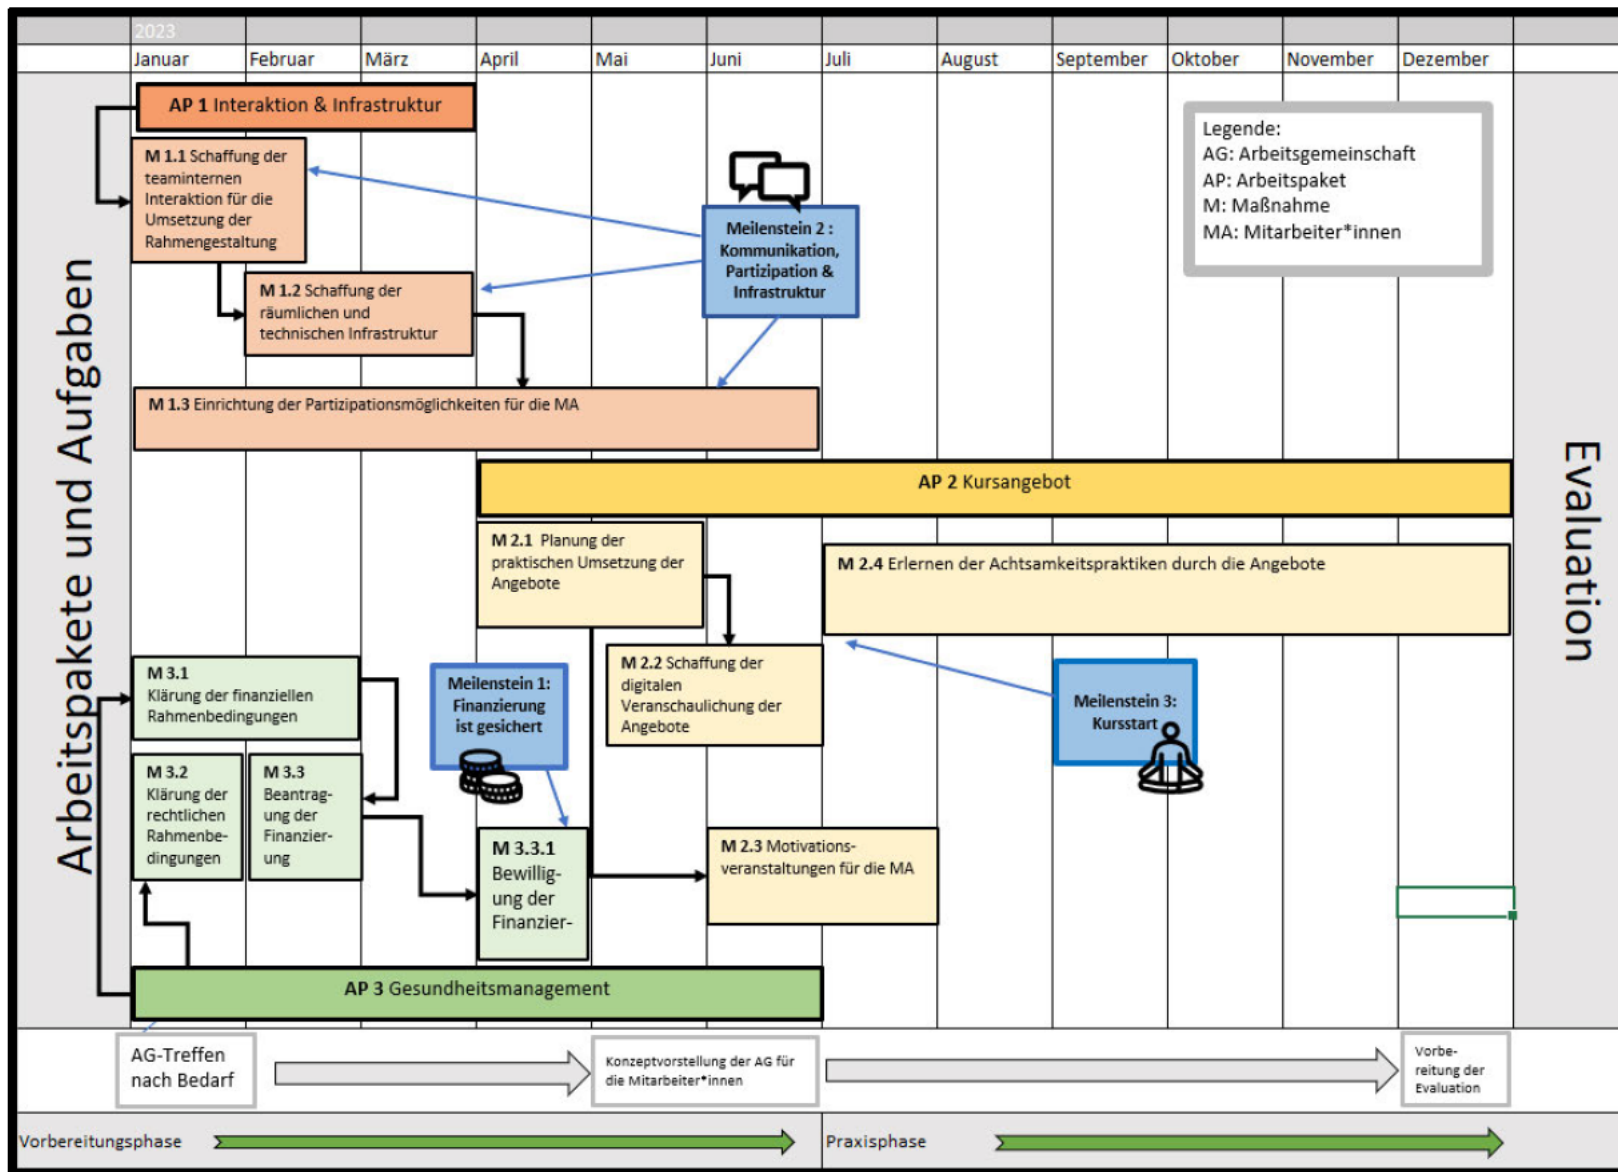 2023
Januar
Februar
März
April
Mai
Juni
Juli
August
September
Oktober
November
Dezember
Arbeitspakete und Aufgaben
Evaluation
AP 1 Interaktion & Infrastruktur
M 1.1 Schaffung der
teaminternen
Interaktion für die
Umsetzung der
Rahmengestaltung
M 1.2 Schaffung der
räumlichen und
technischen Infrastruktur
Meilenstein 2 :
Kommunikation,
Partizipation &
Infrastruktur
Legende:
AG: Arbeitsgemeinschaft
AP: Arbeitspaket
M: Maßnahme
MA: Mitarbeiter*innen
M 1.3 Einrichtung der Partizipationsmöglichkeiten für die MA
AP 2 Kursangebot
M 2.1 Planung der
praktischen Umsetzung der
Angebote
M 2.4 Erlernen der Achtsamkeitspraktiken durch die Angebote
M 3.1
Klärung der finanziellen
Rahmenbedingungen
Meilenstein 1:
Finanzierung
ist gesichert
M 2.2 Schaffung der
digitalen
Veranschaulichung der
Angebote
Meilenstein 3:
Kursstart
M 3.2
Klärung der
rechtlichen
Rahmenbe-
dingungen
M 3.3
Beantrag-
ung der
Finanzier-
ung
M 3.3.1
Bewillig-
ung der
Finanzier-
M 2.3 Motivations-
veranstaltungen für die MA
AP 3 Gesundheitsmanagement
AG-Treffen
nach Bedarf
Konzeptvorstellung der AG für
die Mitarbeiter*innen
Vorbe-
reitung der
Evaluation
Vorbereitungsphase
Praxisphase